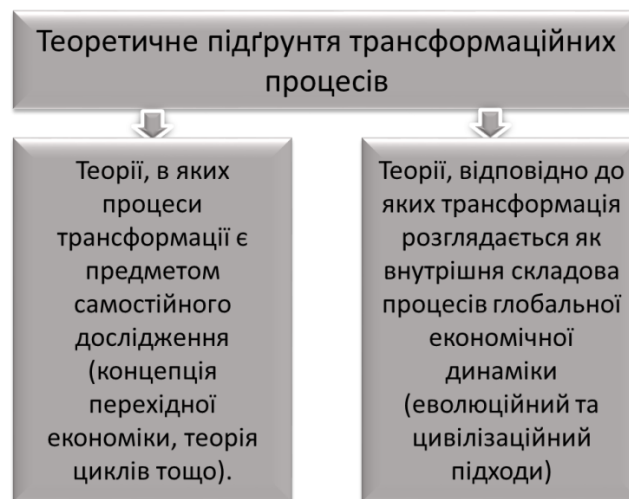 Теоретичне підґрунтя трансформаційних
процесів
Теорії, в яких
процеси
трансформації є
предметом
самостійного
дослідження
(концепція
перехідної
економіки, теорія
циклів тощо).
Теорії, відповідно до
яких трансформація
розглядається як
внутрішня складова
процесів глобальної
економічної
динаміки
(еволюційний та
цивілізаційний
підходи)